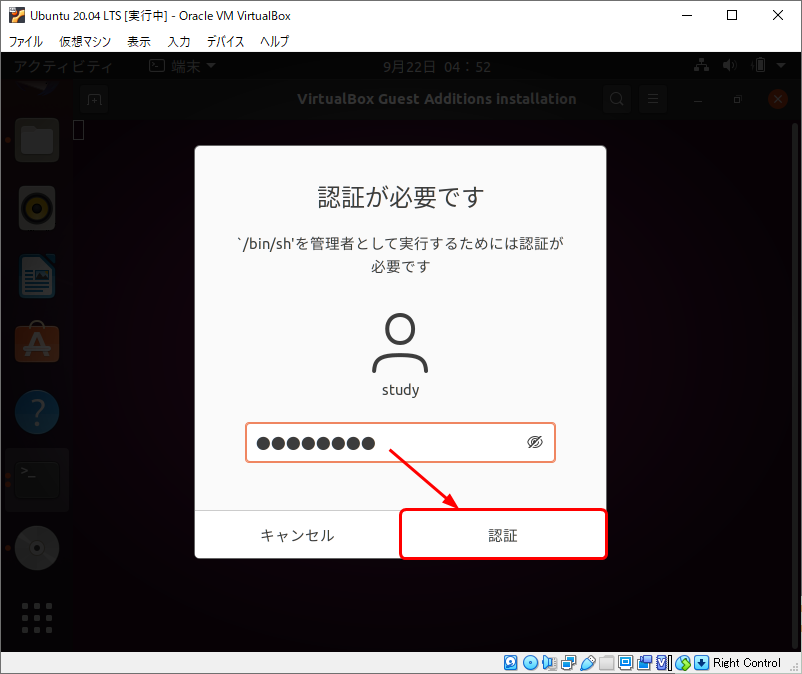 Ubuntu 20.04 LTS [実行中] - Oracle VM VirtualBox
ファイル 仮想マシン 表示 入力 デバイス ヘルプ
アクティビティ 端末 9月22日 04：52
VirtualBox Guest Additions installation
認証が必要です
`/bin/sh'を管理者として実行するためには認証が
必要です
study
●●●●●●●●
キャンセル 認証
Right Control